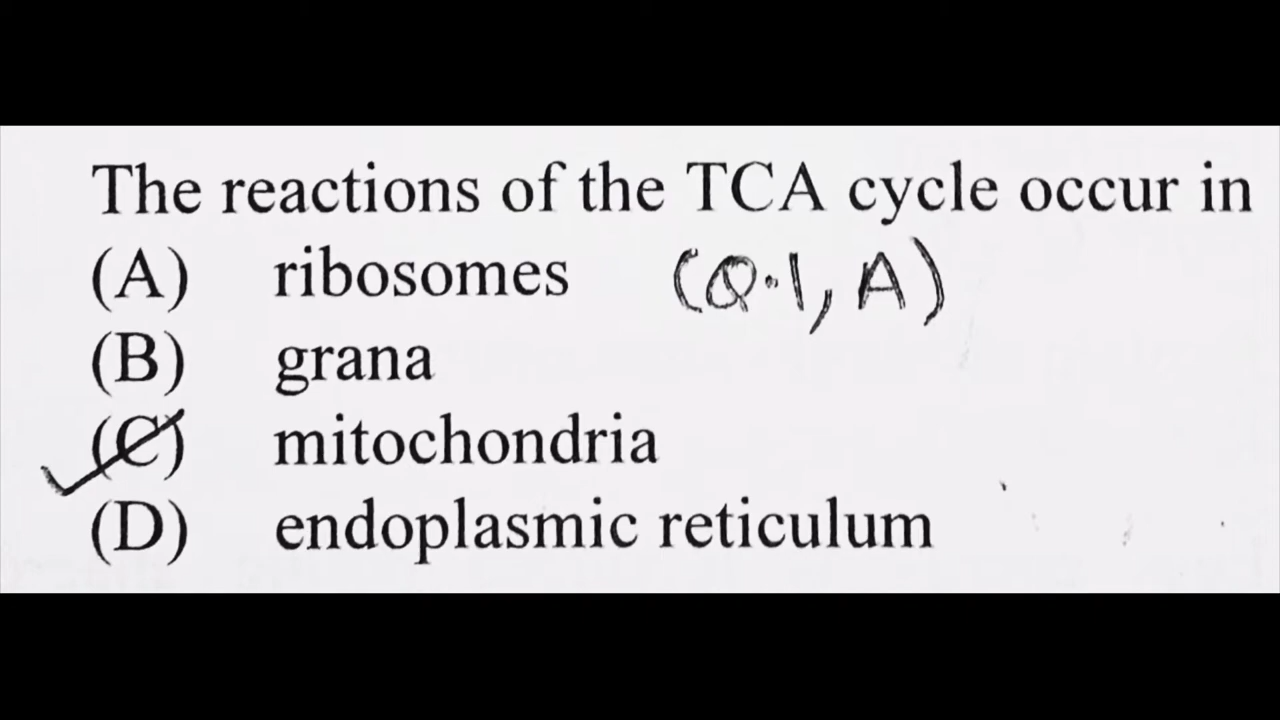 The reactions of the TCA cycle occur in
(A) ribosomes (Q.1, A)
(B) grana
(C) mitochondria
(D) endoplasmic reticulum